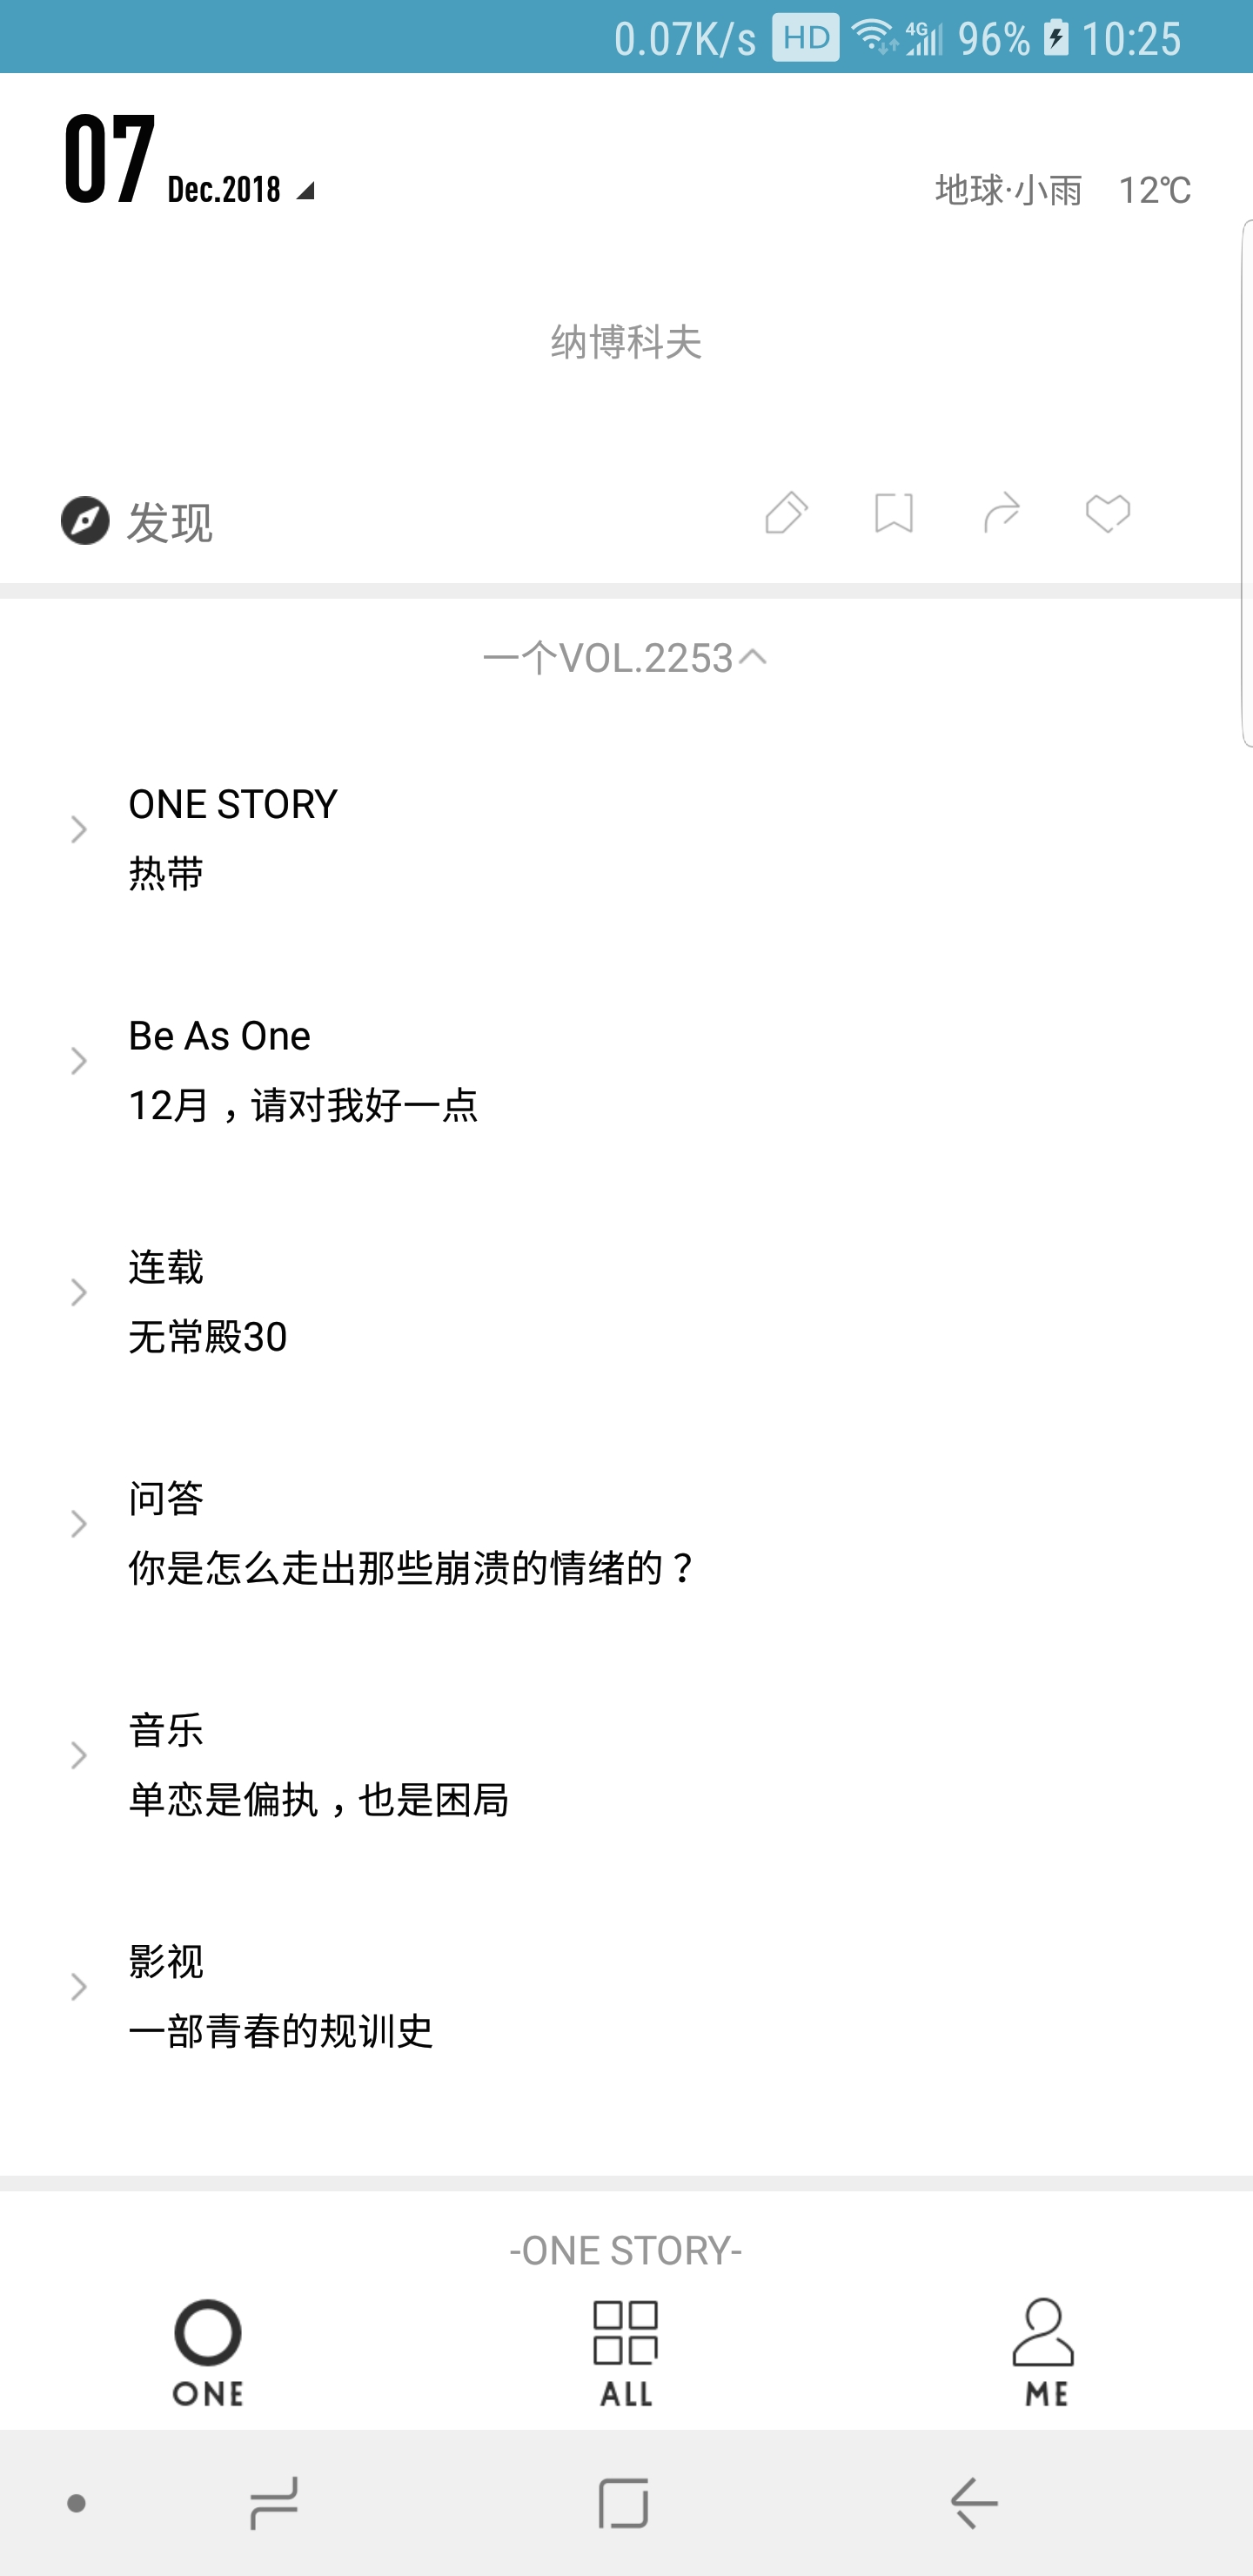 0.07K/s HD 4G 96% 10:25
07 Dec.2018
地球·小雨 12℃
纳博科夫
发现
一个VOL.2253
ONE STORY
热带
Be As One
12月，请对我好一点
连载
无常殿30
问答
你是怎么走出那些崩溃的情绪的？
音乐
单恋是偏执，也是困局
影视
一部青春的规训史
-ONE STORY-
ONE ALL ME